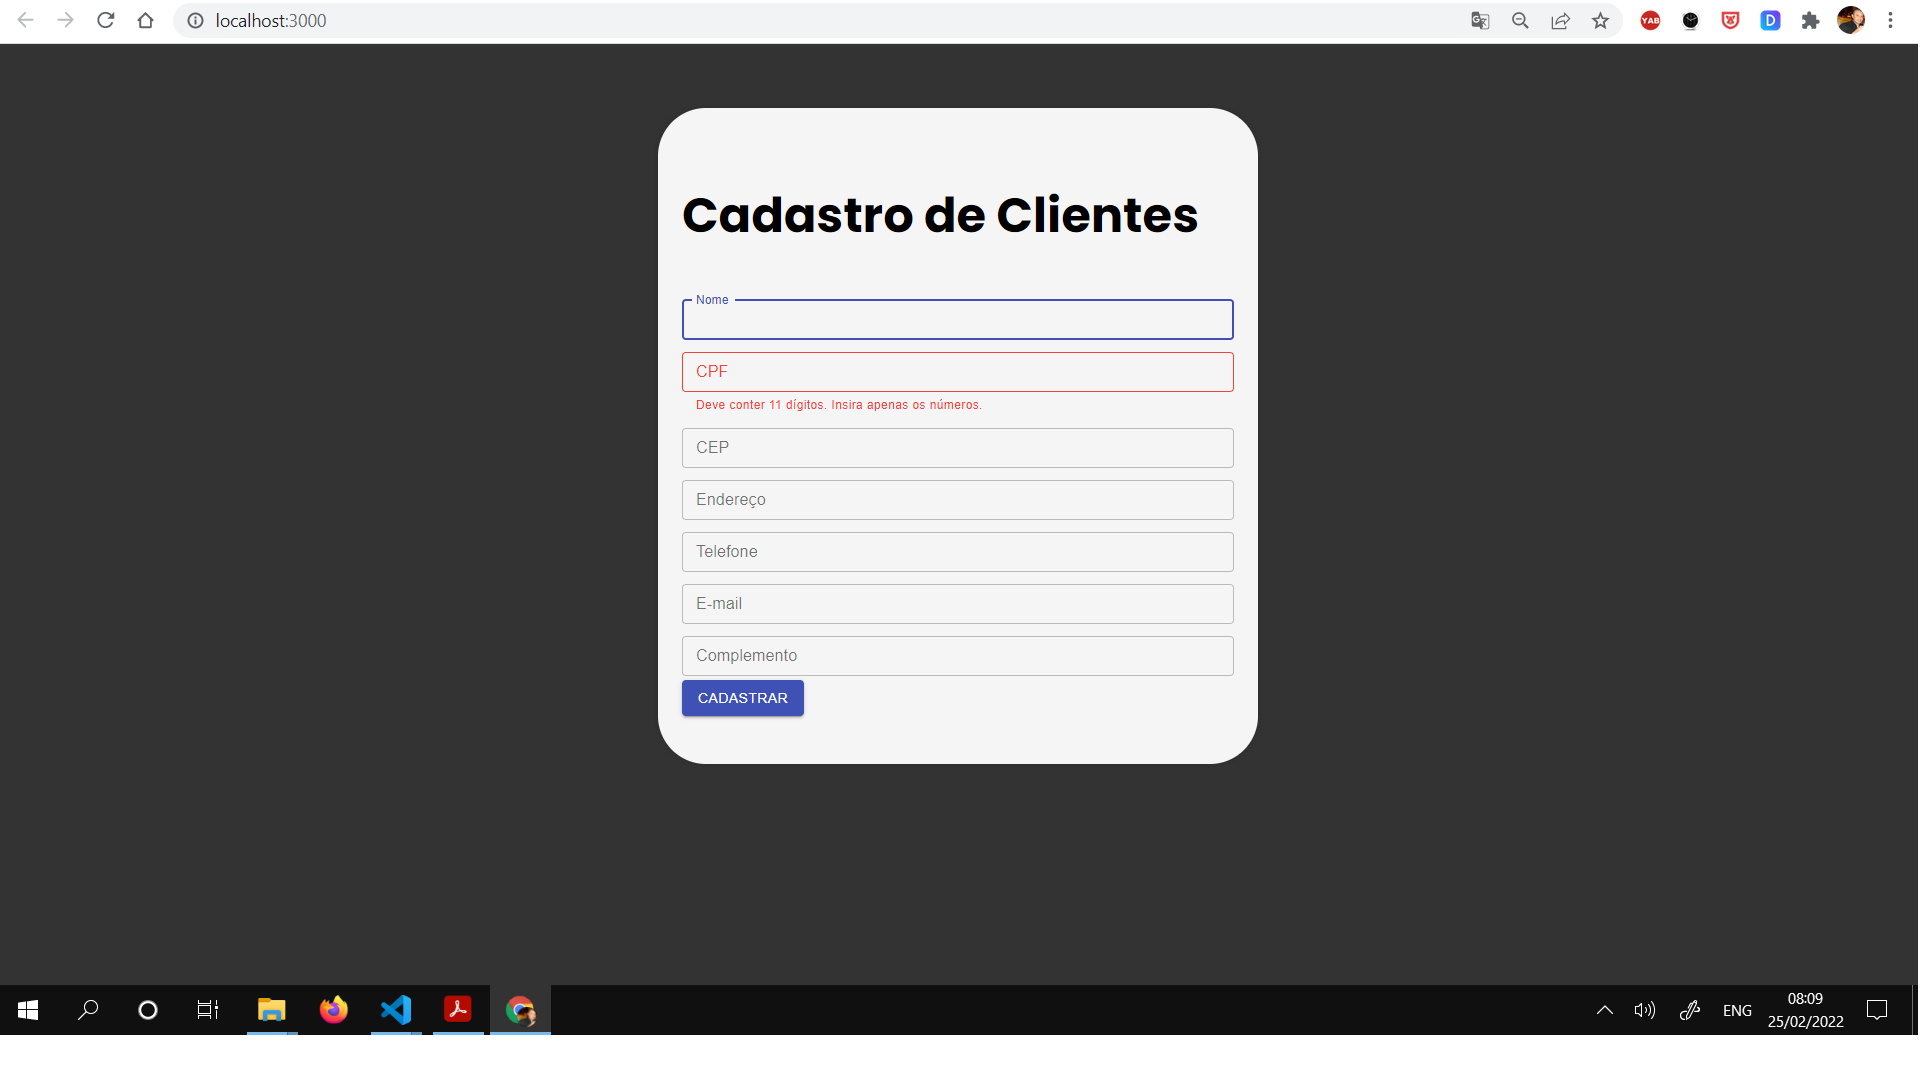 localhost:3000
YAB
D
Cadastro de Clientes
Nome
CPF
Deve conter 11 dígitos. Insira apenas os números.
CEP
Endereço
Telefone
E-mail
Complemento
CADASTRAR
ENG
08:09
25/02/2022